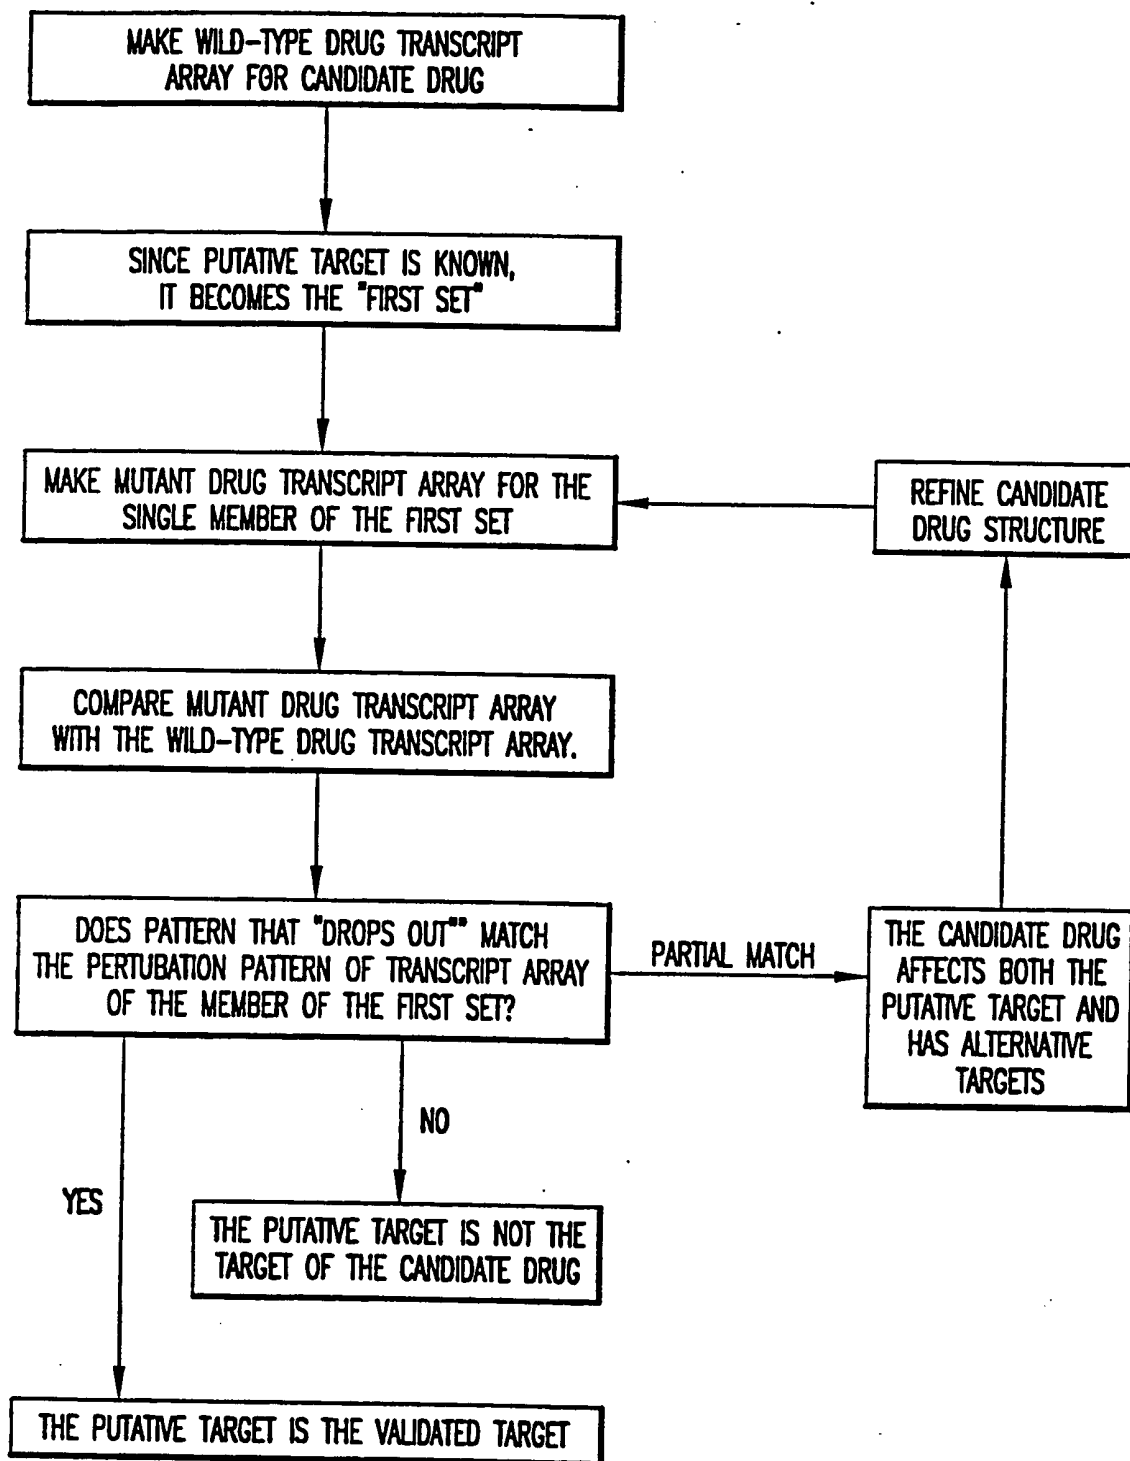 MAKE WILD-TYPE DRUG TRANSCRIPT
ARRAY FOR CANDIDATE DRUG
SINCE PUTATIVE TARGET IS KNOWN,
IT BECOMES THE "FIRST SET"
MAKE MUTANT DRUG TRANSCRIPT ARRAY FOR THE
SINGLE MEMBER OF THE FIRST SET
REFINE CANDIDATE
DRUG STRUCTURE
COMPARE MUTANT DRUG TRANSCRIPT ARRAY
WITH THE WILD-TYPE DRUG TRANSCRIPT ARRAY.
DOES PATTERN THAT "DROPS OUT"" MATCH
THE PERTUBATION PATTERN OF TRANSCRIPT ARRAY
OF THE MEMBER OF THE FIRST SET?
PARTIAL MATCH
THE CANDIDATE DRUG
AFFECTS BOTH THE
PUTATIVE TARGET AND
HAS ALTERNATIVE
TARGETS
NO
YES
THE PUTATIVE TARGET IS NOT THE
TARGET OF THE CANDIDATE DRUG
THE PUTATIVE TARGET IS THE VALIDATED TARGET